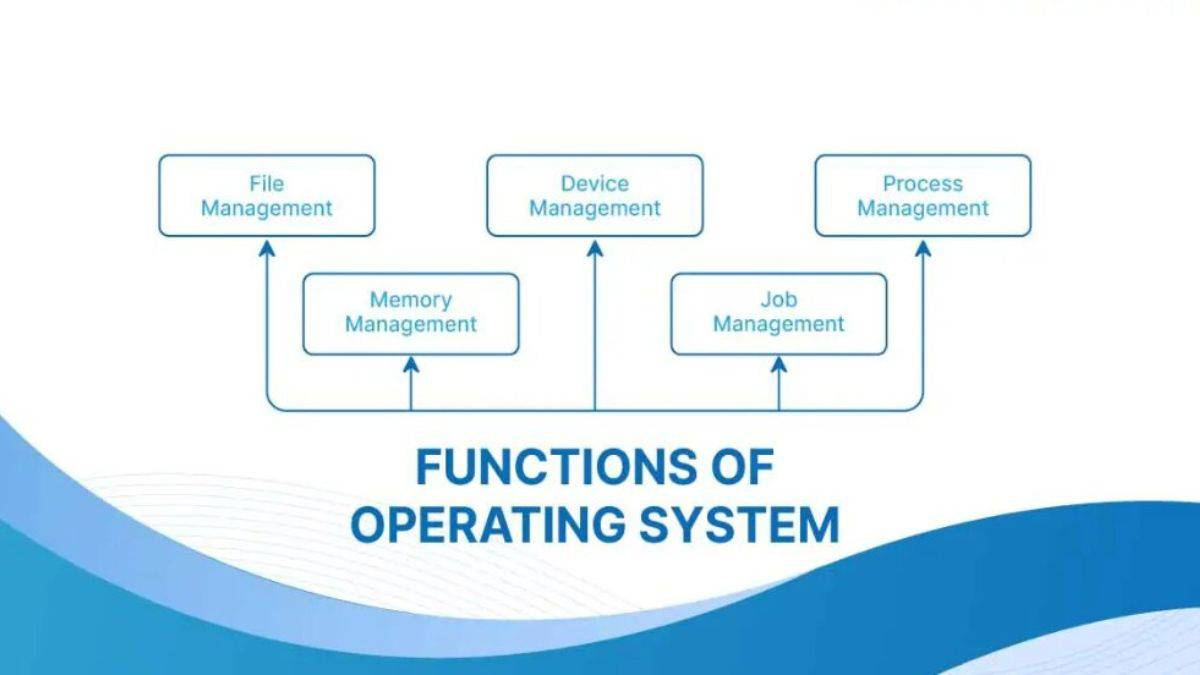 File
Management
Device
Management
Process
Management
Memory
Management
Job
Management
FUNCTIONS OF
OPERATING SYSTEM